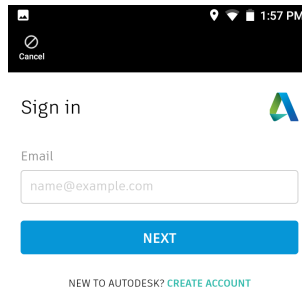 1:57 PM
Cancel
Sign in
Email
name@example.com
NEXT
NEW TO AUTODESK? CREATE ACCOUNT